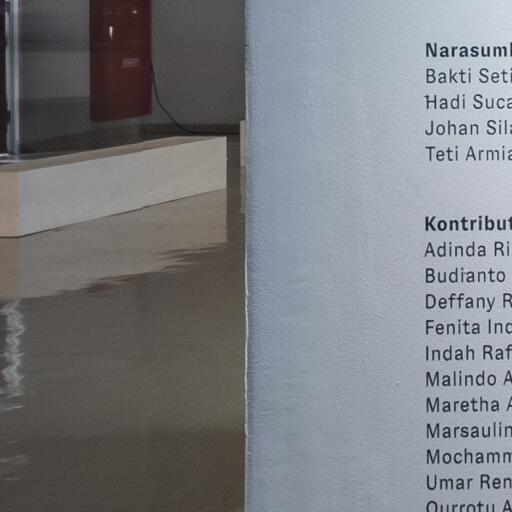 Narasumb
Bakti Seti
Hadi Suca
Johan Sila
Teti Armia
Kontribut
Adinda Ri
Budianto
Deffany R
Fenita Ind
Indah Raf
Malindo A
Maretha A
Marsaulin
Mochamm
Umar Ren
Qurrotu A